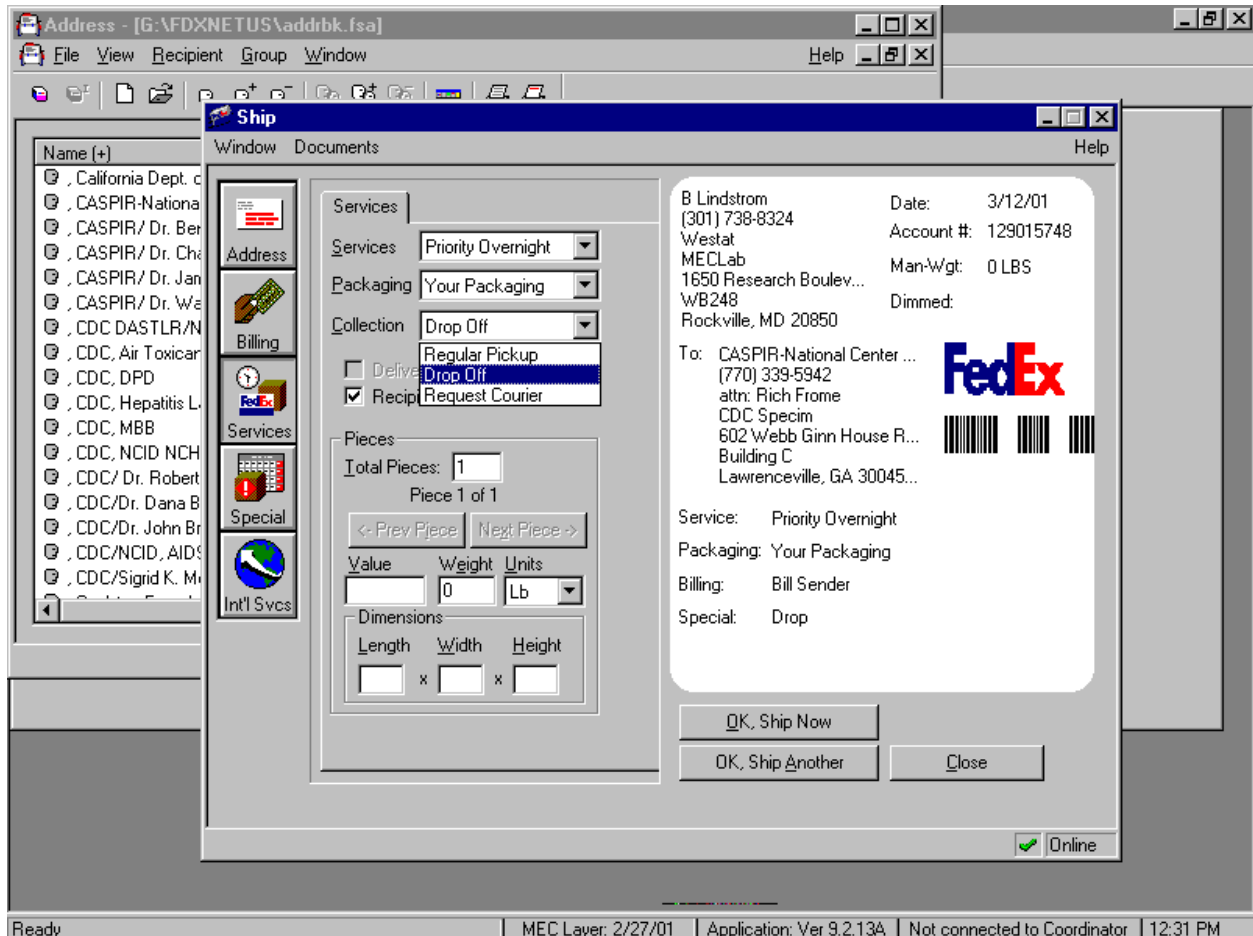 Address - [G:\FDXNETUS\addrbk.fsa]
File View Recipient Group Window Help
Name (+)
, California Dept.
, CASPIR-Nationa
, CASPIR/ Dr. Ber
, CASPIR/ Dr. Cha
, CASPIR/ Dr. Jan
, CASPIR/ Dr. Wa
, CDC DASTLR/N
, CDC, Air Toxican
, CDC, DPD
, CDC, Hepatitis L
, CDC, MBB
, CDC, NCID NCH
, CDC/ Dr. Robert
, CDC/Dr. Dana B
, CDC/Dr. John Br
, CDC/NCID, AIDS
, CDC/Sigrid K. M
Ship
Window Documents Help
Address
Billing
FedEx
Services
Special
Int'l Svcs
Services
Services Priority Overnight
Packaging Your Packaging
Collection Drop Off
Regular Pickup
Drop Off
Request Courier
Delive
Recipi
Pieces
Total Pieces: 1
Piece 1 of 1
<- Prev Piece Next Piece ->
Value Weight Units
0 Lb
Dimensions
Length Width Height
x x
B Lindstrom
(301) 738-8324
Westat
MECLab
1650 Research Boulev...
WB248
Rockville, MD 20850
Date: 3/12/01
Account #: 129015748
Man-Wgt: 0 LBS
Dimmed:
To: CASPIR-National Center ...
(770) 339-5942
attn: Rich Frome
CDC Specim
602 Webb Ginn House R...
Building C
Lawrenceville, GA 30045...
FedEx
Service: Priority Overnight
Packaging: Your Packaging
Billing: Bill Sender
Special: Drop
OK, Ship Now
OK, Ship Another Close
Online
Ready MEC Layer: 2/27/01 Application: Ver 9.2.13A Not connected to Coordinator 12:31 PM